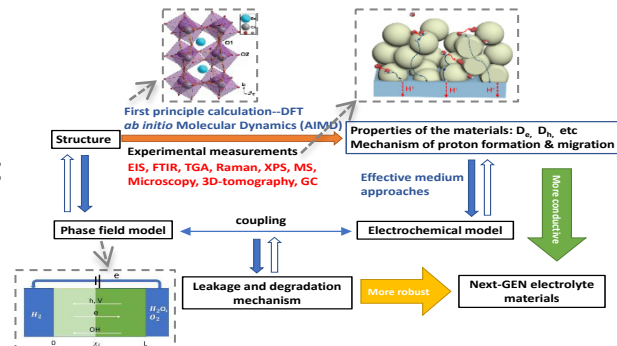 O1
O2
H⁺ H⁺ H⁺
First principle calculation--DFT
ab initio Molecular Dynamics (AIMD)
Structure
Experimental measurements
EIS, FTIR, TGA, Raman, XPS, MS,
Microscopy, 3D-tomography, GC
Properties of the materials: Dₑ, Dₕ, etc
Mechanism of proton formation & migration
Effective medium
approaches
More conductive
Phase field model
coupling
Electrochemical model
e
H₂
h, V
e
OH
H₂O,
O₂
D
L
Leakage and degradation
mechanism
More robust
Next-GEN electrolyte
materials